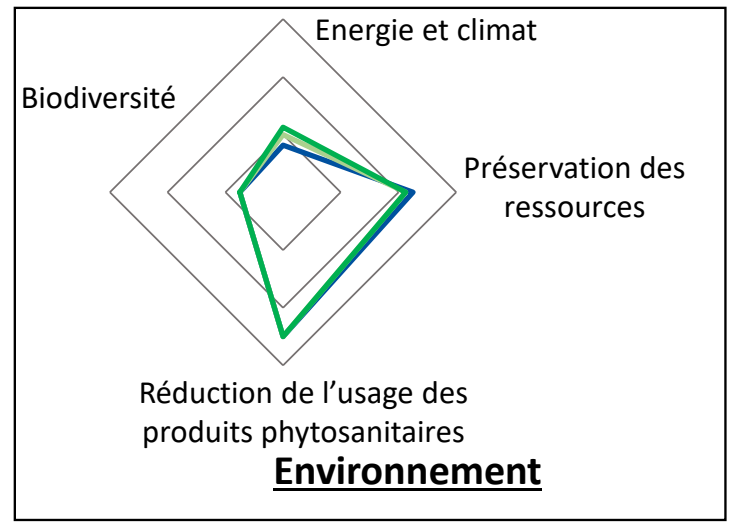 Energie et climat
Biodiversité
Préservation des
ressources
Réduction de l’usage des
produits phytosanitaires
Environnement